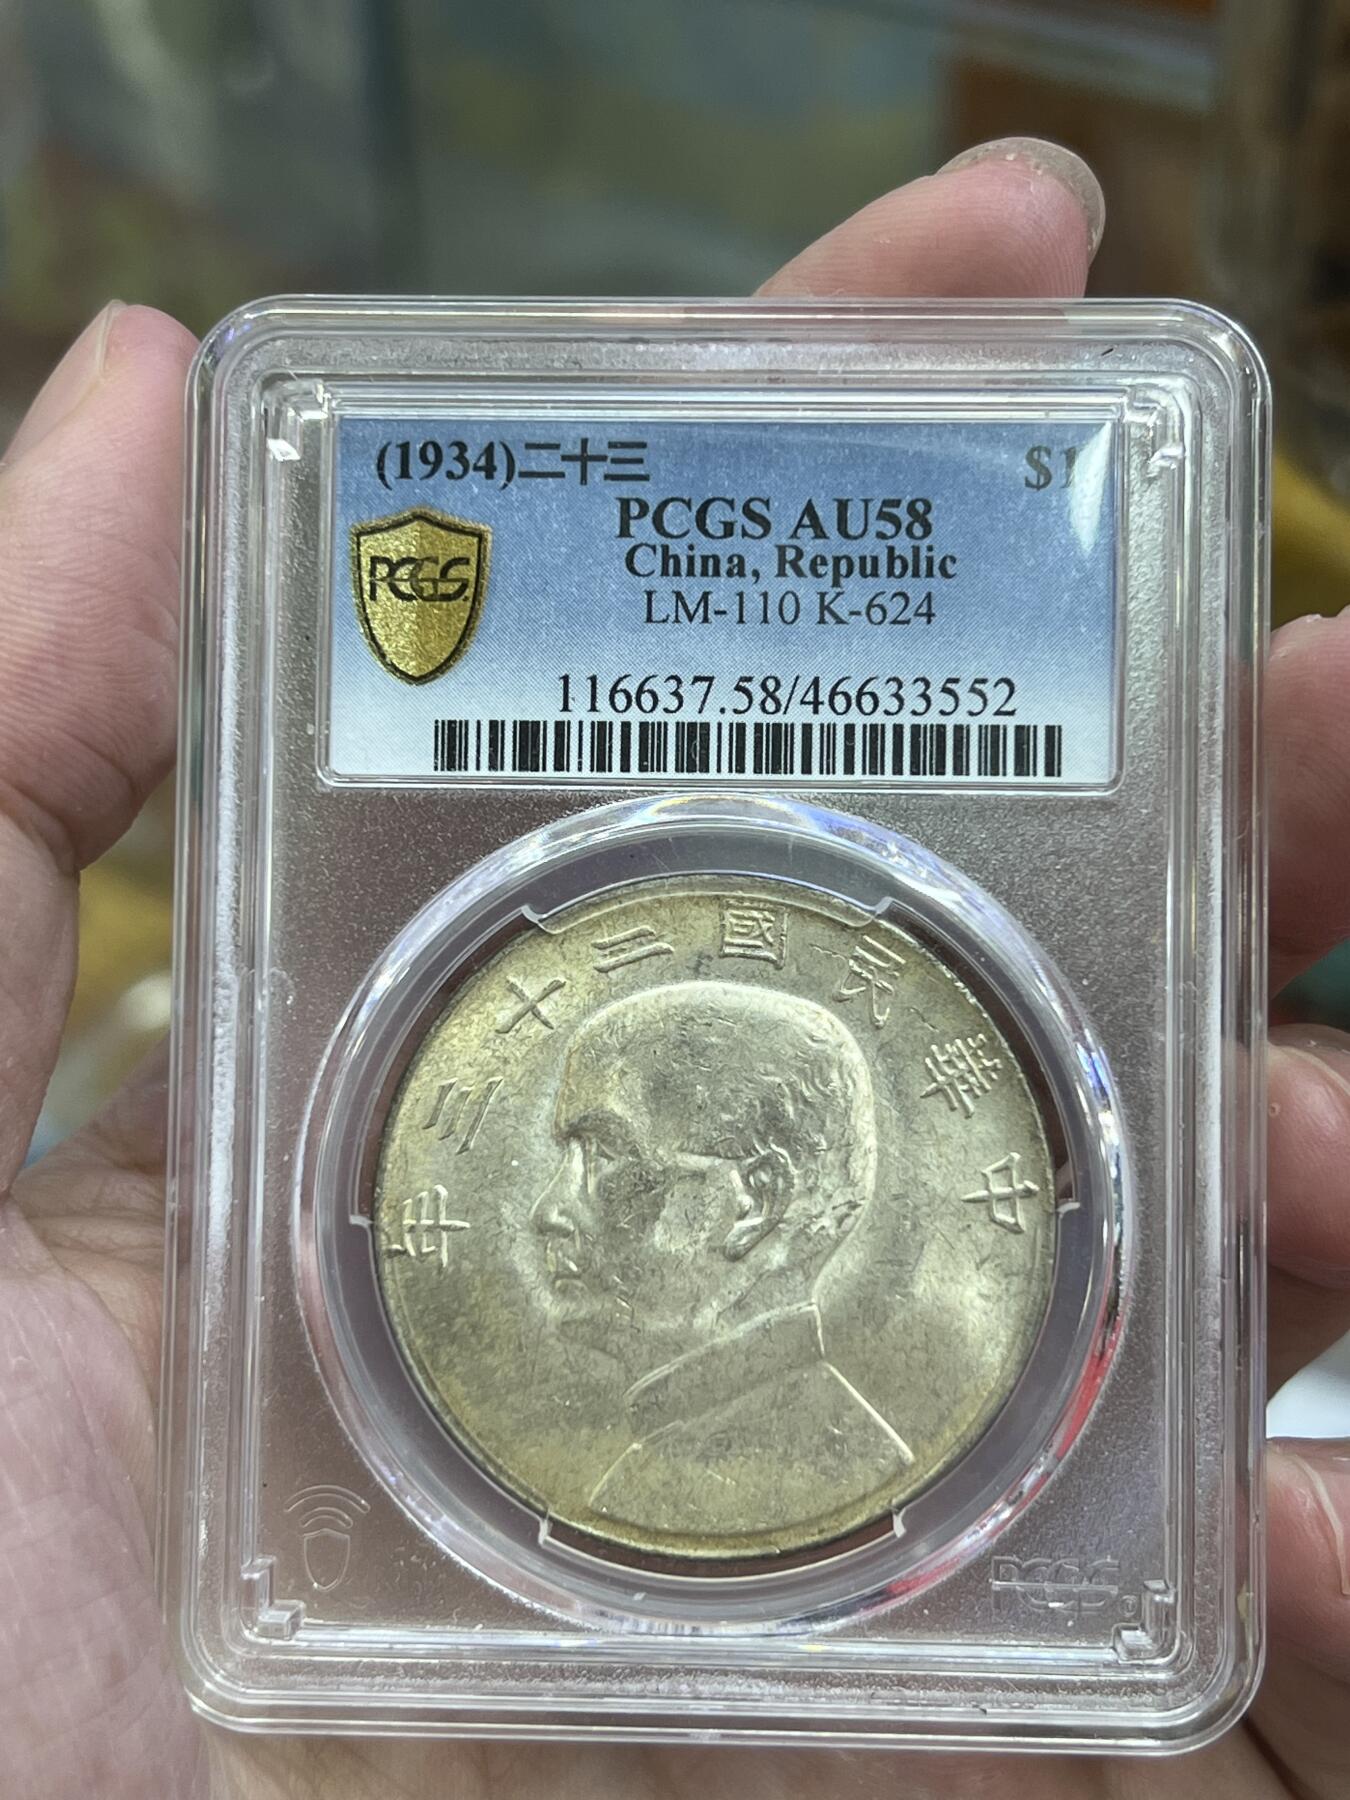 (1934)二十三 $1
PCGS AU58
China, Republic
LM-110 K-624
PCGS
116637.58/46633552
中華民國二十三年
PCGS